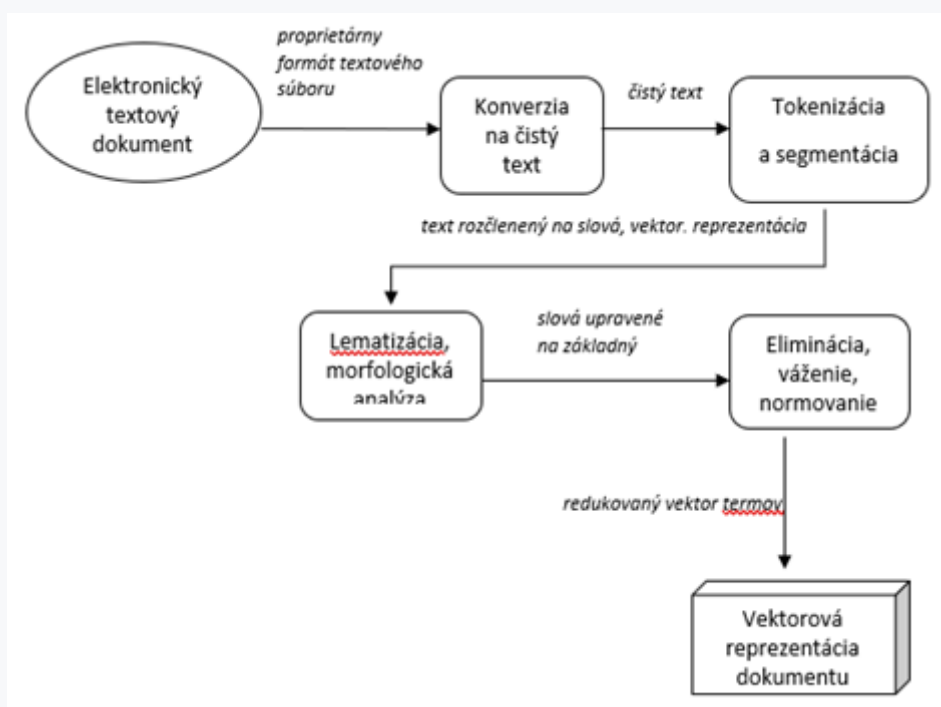 Elektronický
textový
dokument
proprietárny
formát textového
súboru
Konverzia
na čistý
text
čistý text
Tokenizácia
a segmentácia
text rozčlenený na slová, vektor. reprezentácia
Lematizácia,
morfologická
analýza
slová upravené
na základný
Eliminácia,
váženie,
normovanie
redukovaný vektor termov
Vektorová
reprezentácia
dokumentu